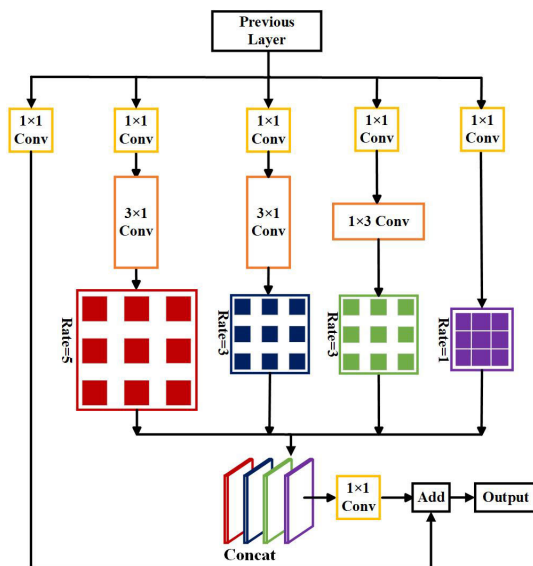 Previous
Layer
1×1
Conv
1×1
Conv
1×1
Conv
1×1
Conv
1×1
Conv
3×1
Conv
3×1
Conv
1×3 Conv
Rate=5
Rate=3
Rate=3
Rate=1
Concat
1×1
Conv
Add
Output